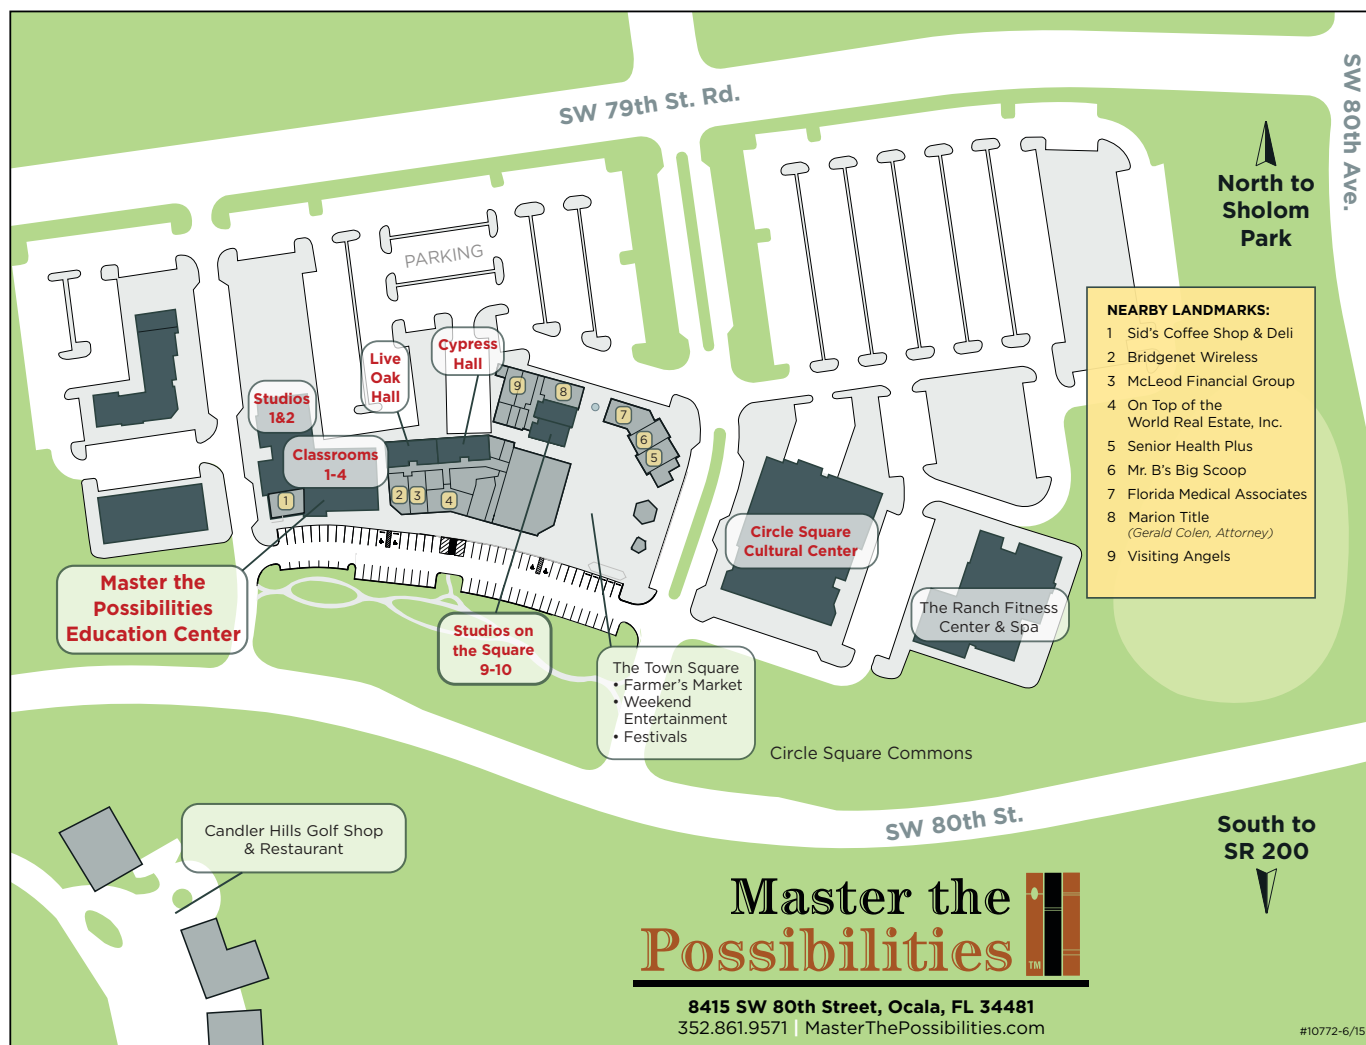 SW 79th St. Rd.
SW 80th Ave.
North to
Sholom
Park
PARKING
NEARBY LANDMARKS:
1 Sid's Coffee Shop & Deli
2 Bridgenet Wireless
3 McLeod Financial Group
4 On Top of the
World Real Estate, Inc.
5 Senior Health Plus
6 Mr. B's Big Scoop
7 Florida Medical Associates
8 Marion Title
(Gerald Colen, Attorney)
9 Visiting Angels
Live
Oak
Hall
Cypress
Hall
Studios
1&2
Classrooms
1-4
9
8
7
6
5
1
2
3
4
Circle Square
Cultural Center
The Ranch Fitness
Center & Spa
Master the
Possibilities
Education Center
Studios on
the Square
9-10
The Town Square
• Farmer's Market
• Weekend
Entertainment
• Festivals
Circle Square Commons
SW 80th St.
South to
SR 200
Candler Hills Golf Shop
& Restaurant
Master the
Possibilities
TM
8415 SW 80th Street, Ocala, FL 34481
352.861.9571 | MasterThePossibilities.com
#10772-6/15